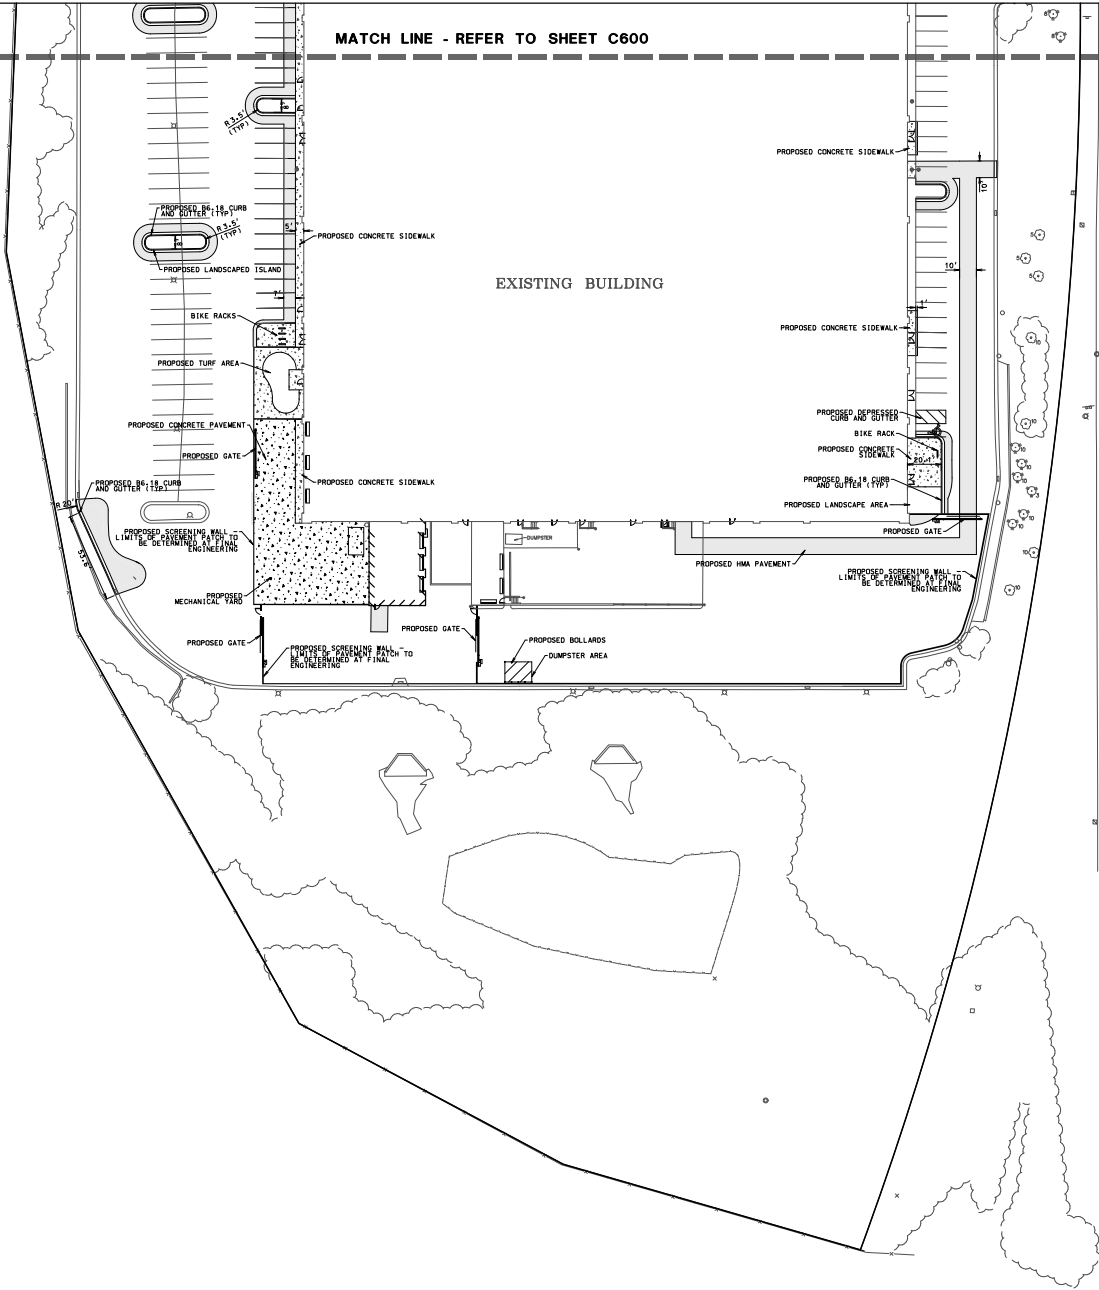 MATCH LINE - REFER TO SHEET C600
R 3.5'
(TYP)
8'
PROPOSED CONCRETE SIDEWALK
10'
PROPOSED B6.18 CURB
AND GUTTER (TYP)
R 3.5'
(TYP)
8'
5'
PROPOSED CONCRETE SIDEWALK
PROPOSED LANDSCAPED ISLAND
10'
EXISTING BUILDING
7'
1'
BIKE RACKS
PROPOSED CONCRETE SIDEWALK
PROPOSED TURF AREA
PROPOSED DEPRESSED
CURB AND GUTTER
PROPOSED CONCRETE PAVEMENT
BIKE RACK
PROPOSED GATE
PROPOSED CONCRETE
SIDEWALK
PROPOSED CONCRETE SIDEWALK
PROPOSED B6.18 CURB
AND GUTTER (TYP)
PROPOSED B6.18 CURB
AND GUTTER (TYP)
R 20'
PROPOSED LANDSCAPE AREA
PROPOSED GATE
PROPOSED SCREENING WALL -
LIMITS OF PAVEMENT PATCH TO
BE DETERMINED AT FINAL
ENGINEERING
DUMPSTER
PROPOSED HMA PAVEMENT
PROPOSED SCREENING WALL -
LIMITS OF PAVEMENT PATCH TO
BE DETERMINED AT FINAL
ENGINEERING
PROPOSED
MECHANICAL YARD
PROPOSED GATE
PROPOSED GATE
PROPOSED SCREENING WALL -
LIMITS OF PAVEMENT PATCH TO
BE DETERMINED AT FINAL
ENGINEERING
PROPOSED BOLLARDS
DUMPSTER AREA